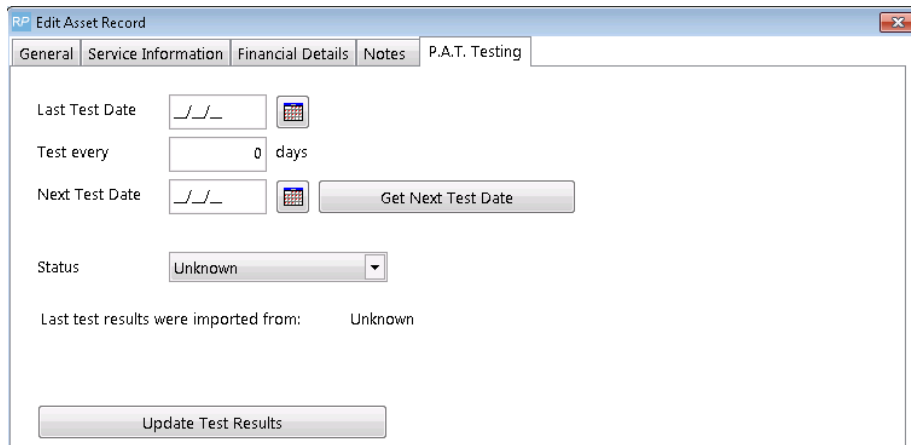 RP Edit Asset Record
General Service Information Financial Details Notes P.A.T. Testing
Last Test Date _/_/_
Test every 0 days
Next Test Date _/_/_ Get Next Test Date
Status Unknown
Last test results were imported from: Unknown
Update Test Results